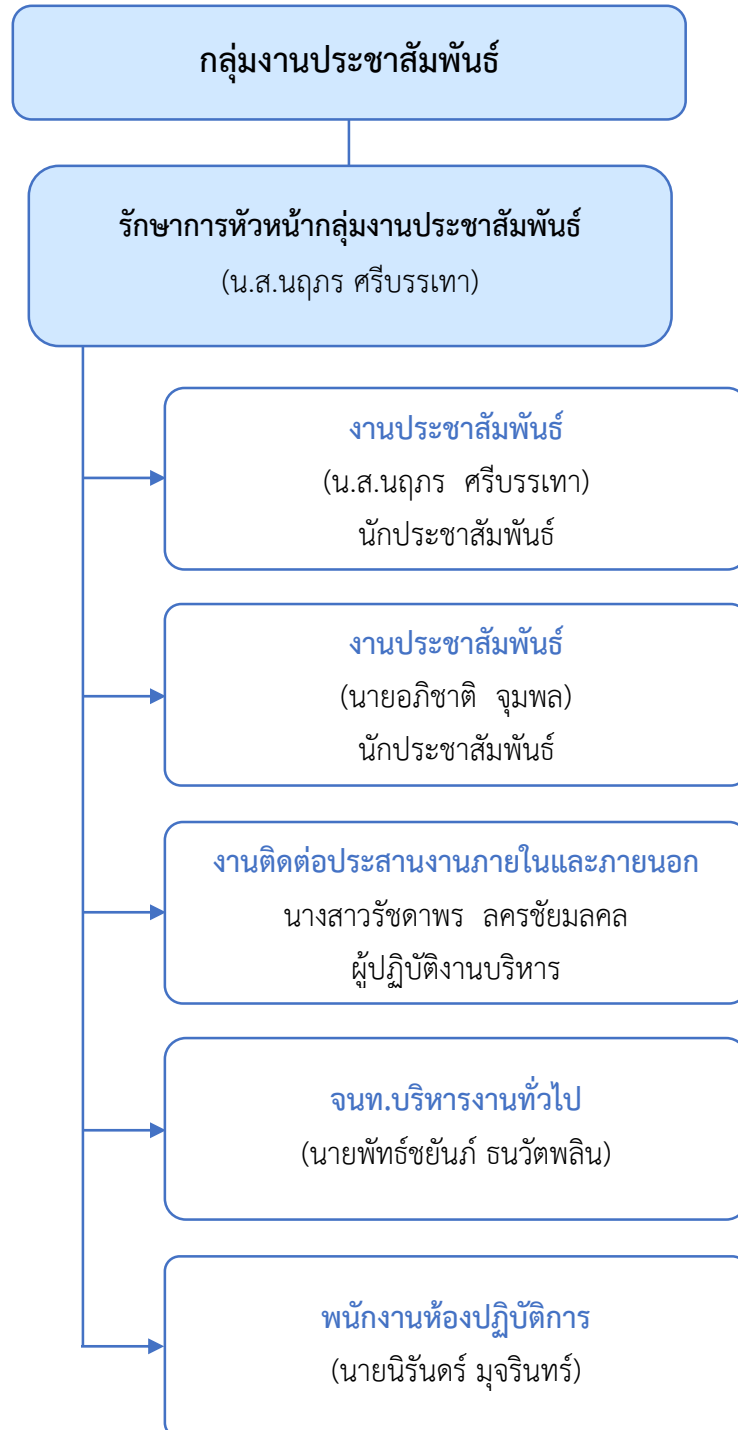 กลุ่มงานประชาสัมพันธ์
รักษาการหัวหน้ากลุ่มงานประชาสัมพันธ์
(น.ส.นฤภร ศรีบรรเทา)
งานประชาสัมพันธ์
(น.ส.นฤภร  ศรีบรรเทา)
นักประชาสัมพันธ์
งานประชาสัมพันธ์
(นายอภิชาติ  จุมพล)
นักประชาสัมพันธ์
งานติดต่อประสานงานภายในและภายนอก
นางสาวรัชดาพร  ลครชัยมลคล
ผู้ปฏิบัติงานบริหาร
จนท.บริหารงานทั่วไป
(นายพัทธ์ชยันภ์ ธนวัตพลิน)
พนักงานห้องปฏิบัติการ
(นายนิรันดร์ มุจรินทร์)